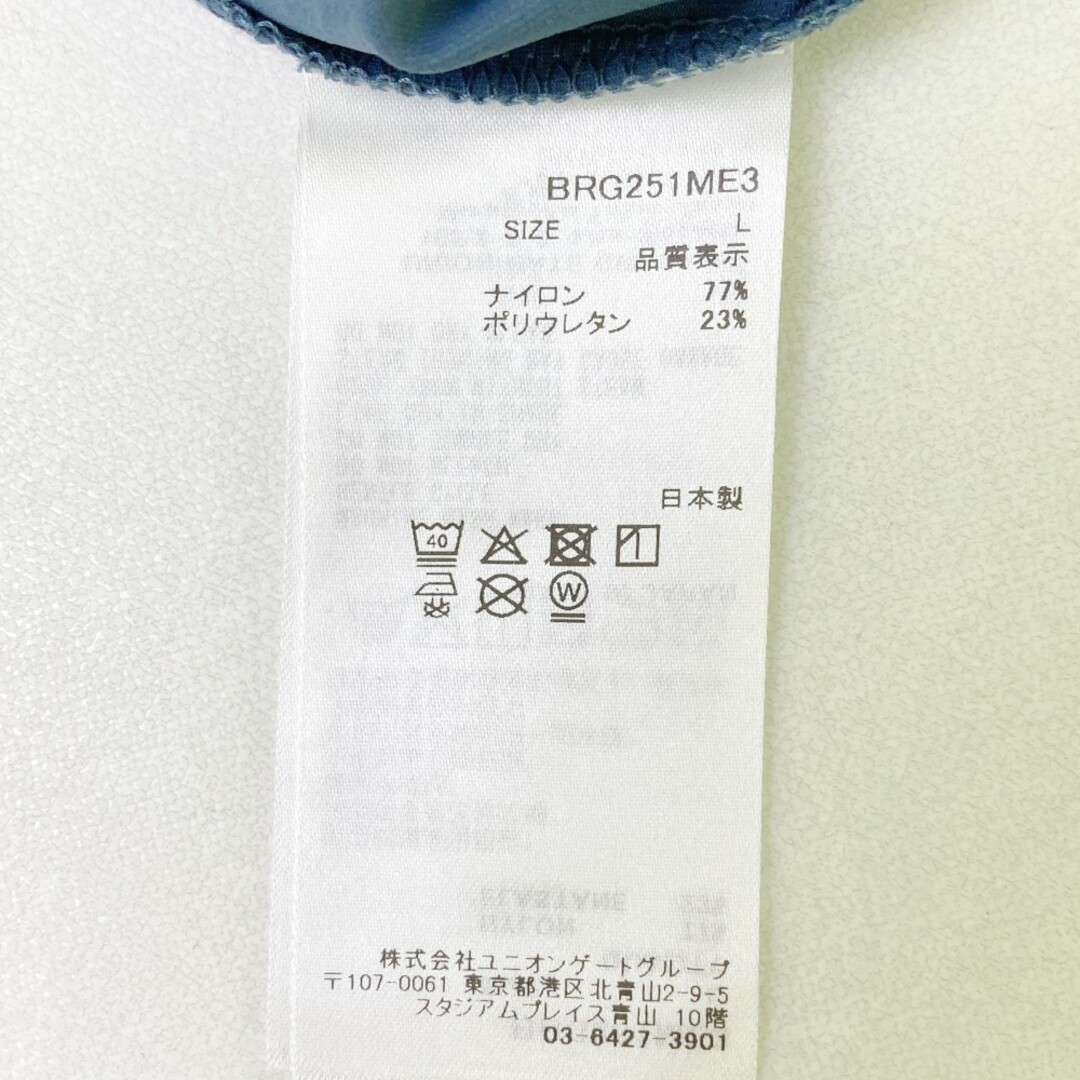 BRG251ME3
SIZE L
品質表示
ナイロン 77%
ポリウレタン 23%
日本製
40
W
株式会社ユニオンゲートグループ
〒107-0061 東京都港区北青山2-9-5
スタジアムプレイス青山 10階
03-6427-3901